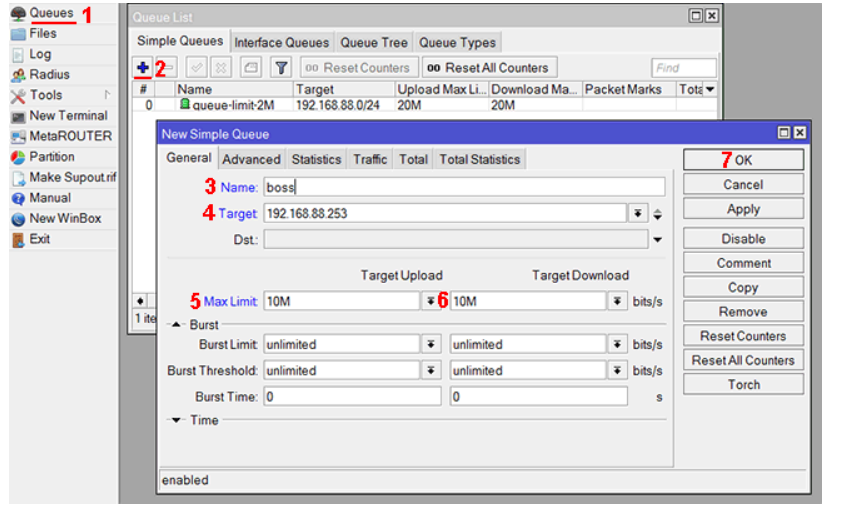 Queues 1
Files
Log
Radius
Tools
New Terminal
MetaROUTER
Partition
Make Supout.rif
Manual
New WinBox
Exit
Queue List
Simple Queues Interface Queues Queue Tree Queue Types
2 00 Reset Counters 00 Reset All Counters Find
# Name Target Upload Max Li... Download Ma... Packet Marks Tota
0 queue-limit-2M 192.168.88.0/24 20M 20M
1 ite
New Simple Queue
General Advanced Statistics Traffic Total Total Statistics
3 Name: boss
4 Target: 192.168.88.253
Dst.:
Target Upload Target Download
5 Max Limit: 10M 6 10M bits/s
Burst
Burst Limit: unlimited unlimited bits/s
Burst Threshold: unlimited unlimited bits/s
Burst Time: 0 0 s
Time
enabled
7 OK
Cancel
Apply
Disable
Comment
Copy
Remove
Reset Counters
Reset All Counters
Torch